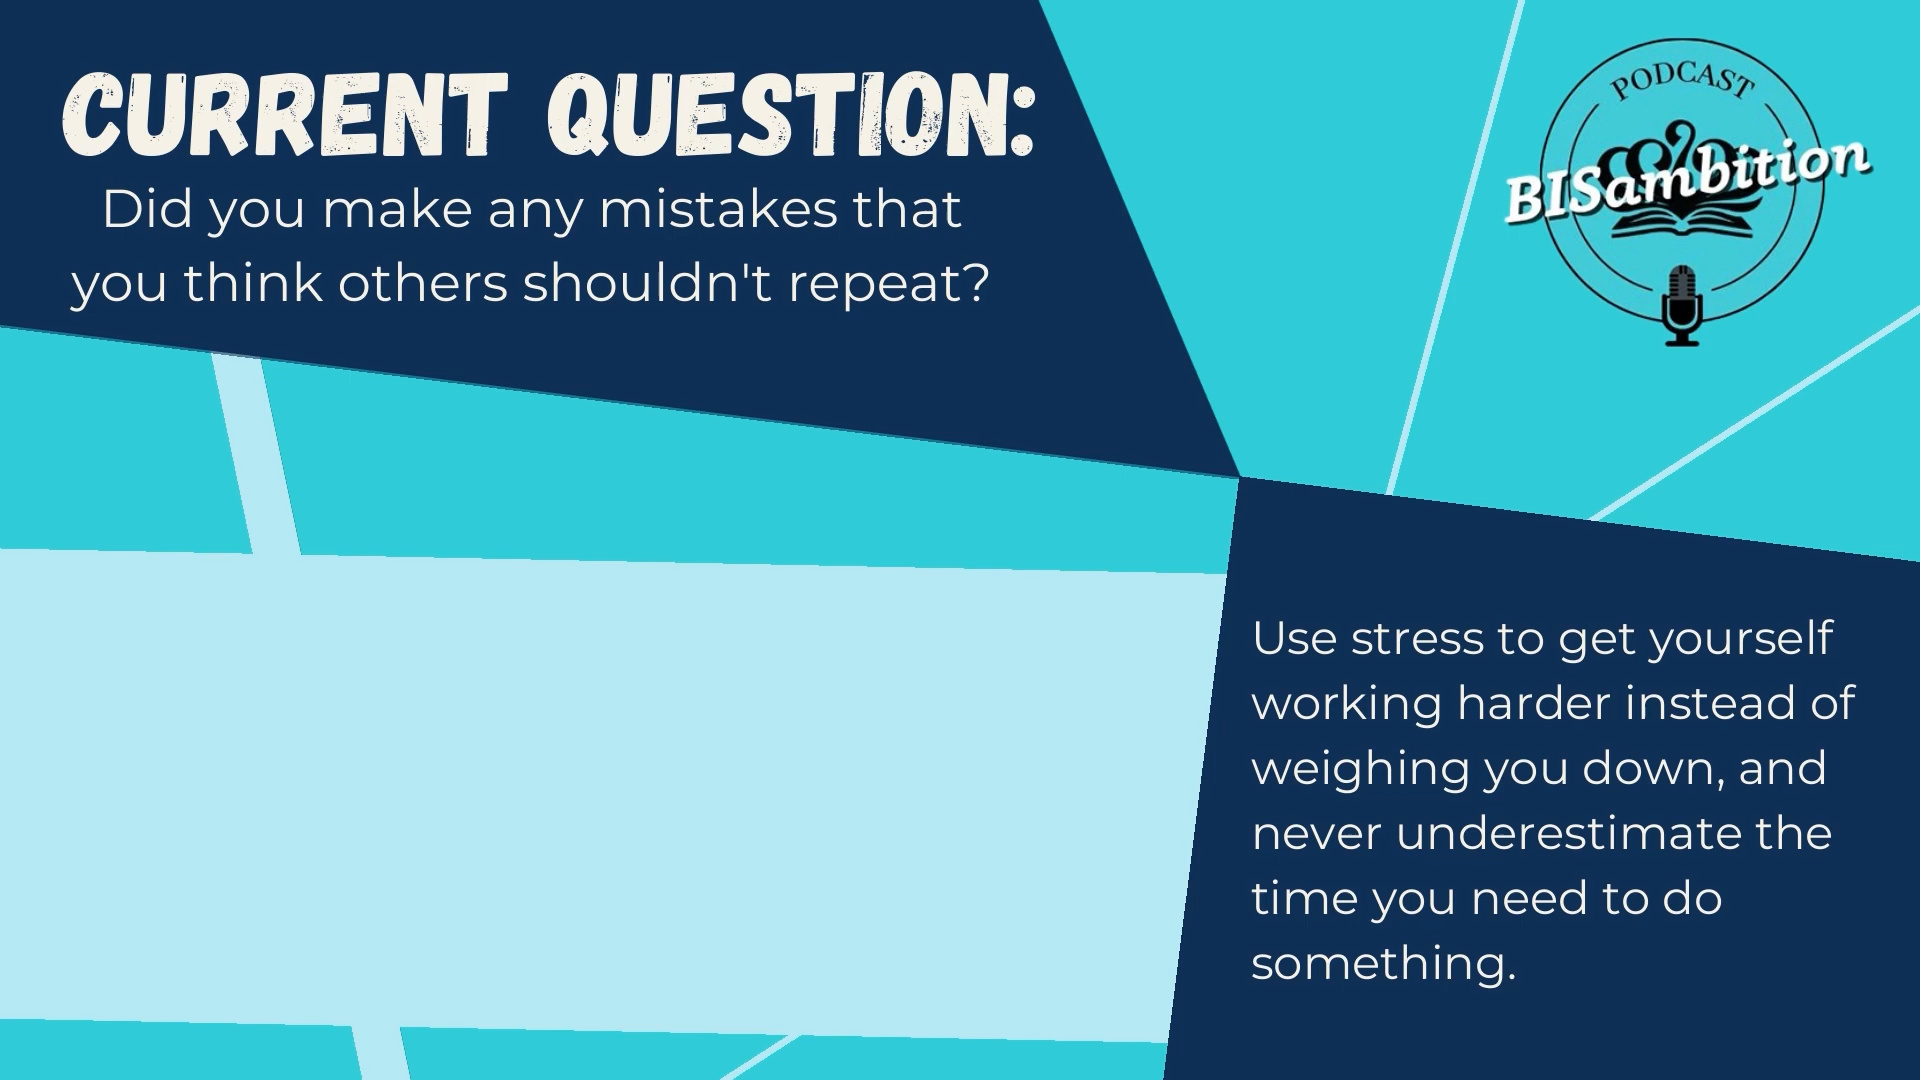 CURRENT QUESTION:
Did you make any mistakes that
you think others shouldn't repeat?
PODCAST
BISambition
Use stress to get yourself
working harder instead of
weighing you down, and
never underestimate the
time you need to do
something.